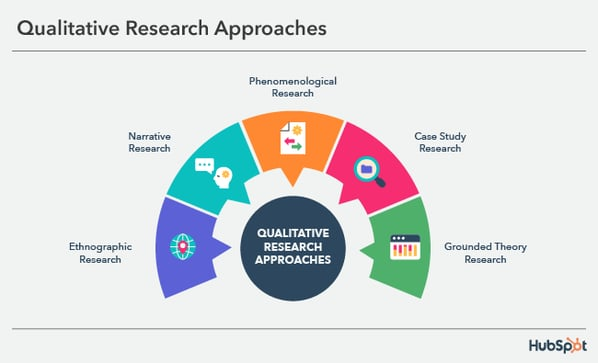 Qualitative Research Approaches
Phenomenological
Research
Narrative
Research
Case Study
Research
Ethnographic
Research
QUALITATIVE
RESEARCH
APPROACHES
Grounded Theory
Research
HubSpot